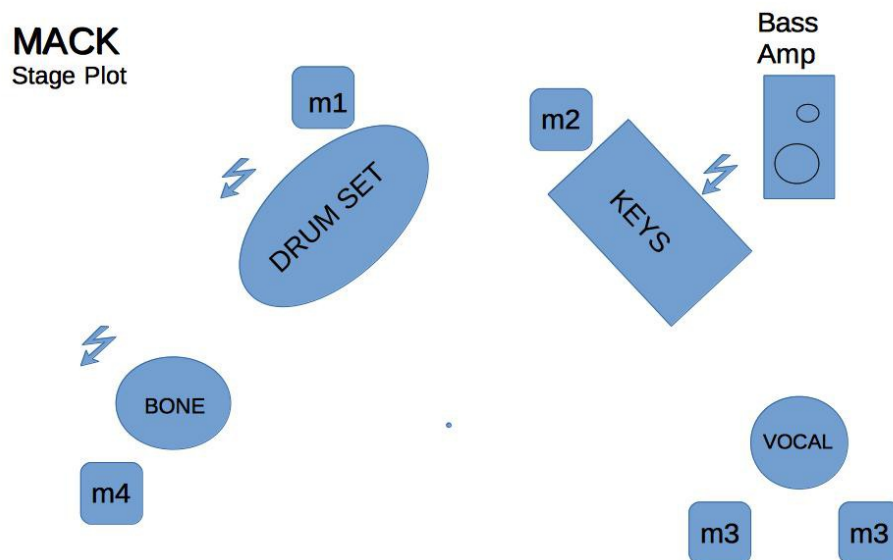 MACK
Stage Plot
Bass
Amp
m1
m2
DRUM SET
KEYS
BONE
VOCAL
m4
m3
m3